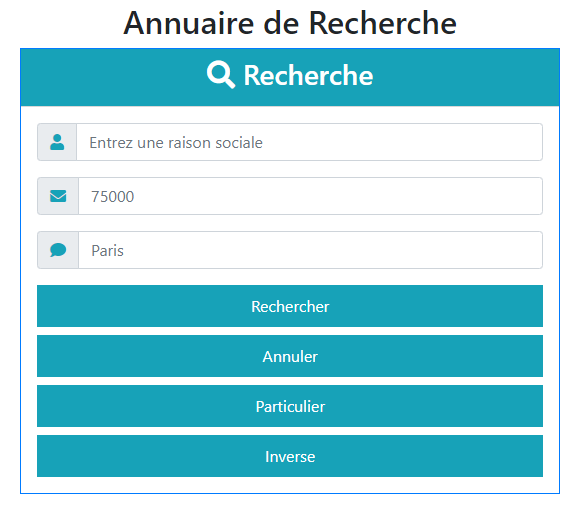 Annuaire de Recherche
Recherche
Entrez une raison sociale
75000
Paris
Rechercher
Annuler
Particulier
Inverse